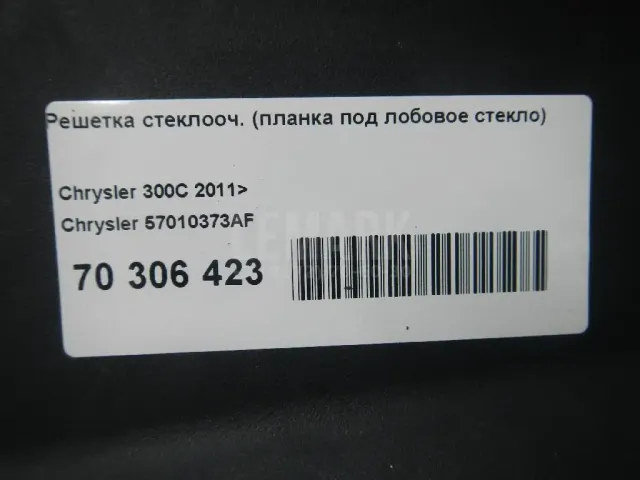 Решетка стеклооч. (планка под лобовое стекло)
Chrysler 300C 2011>
Chrysler 57010373AF
70 306 423